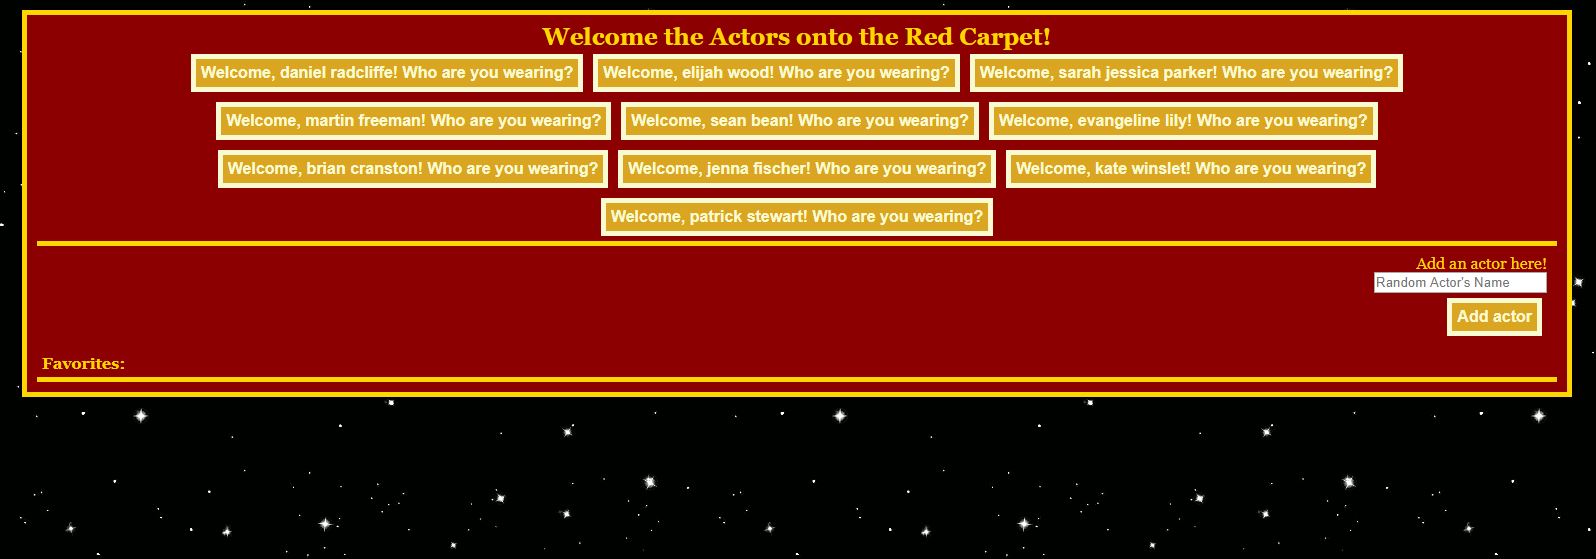 Welcome the Actors onto the Red Carpet!
Welcome, daniel radcliffe! Who are you wearing? Welcome, elijah wood! Who are you wearing? Welcome, sarah jessica parker! Who are you wearing?
Welcome, martin freeman! Who are you wearing? Welcome, sean bean! Who are you wearing? Welcome, evangeline lily! Who are you wearing?
Welcome, brian cranston! Who are you wearing? Welcome, jenna fischer! Who are you wearing? Welcome, kate winslet! Who are you wearing?
Welcome, patrick stewart! Who are you wearing?
Add an actor here!
Random Actor's Name
Add actor
Favorites: